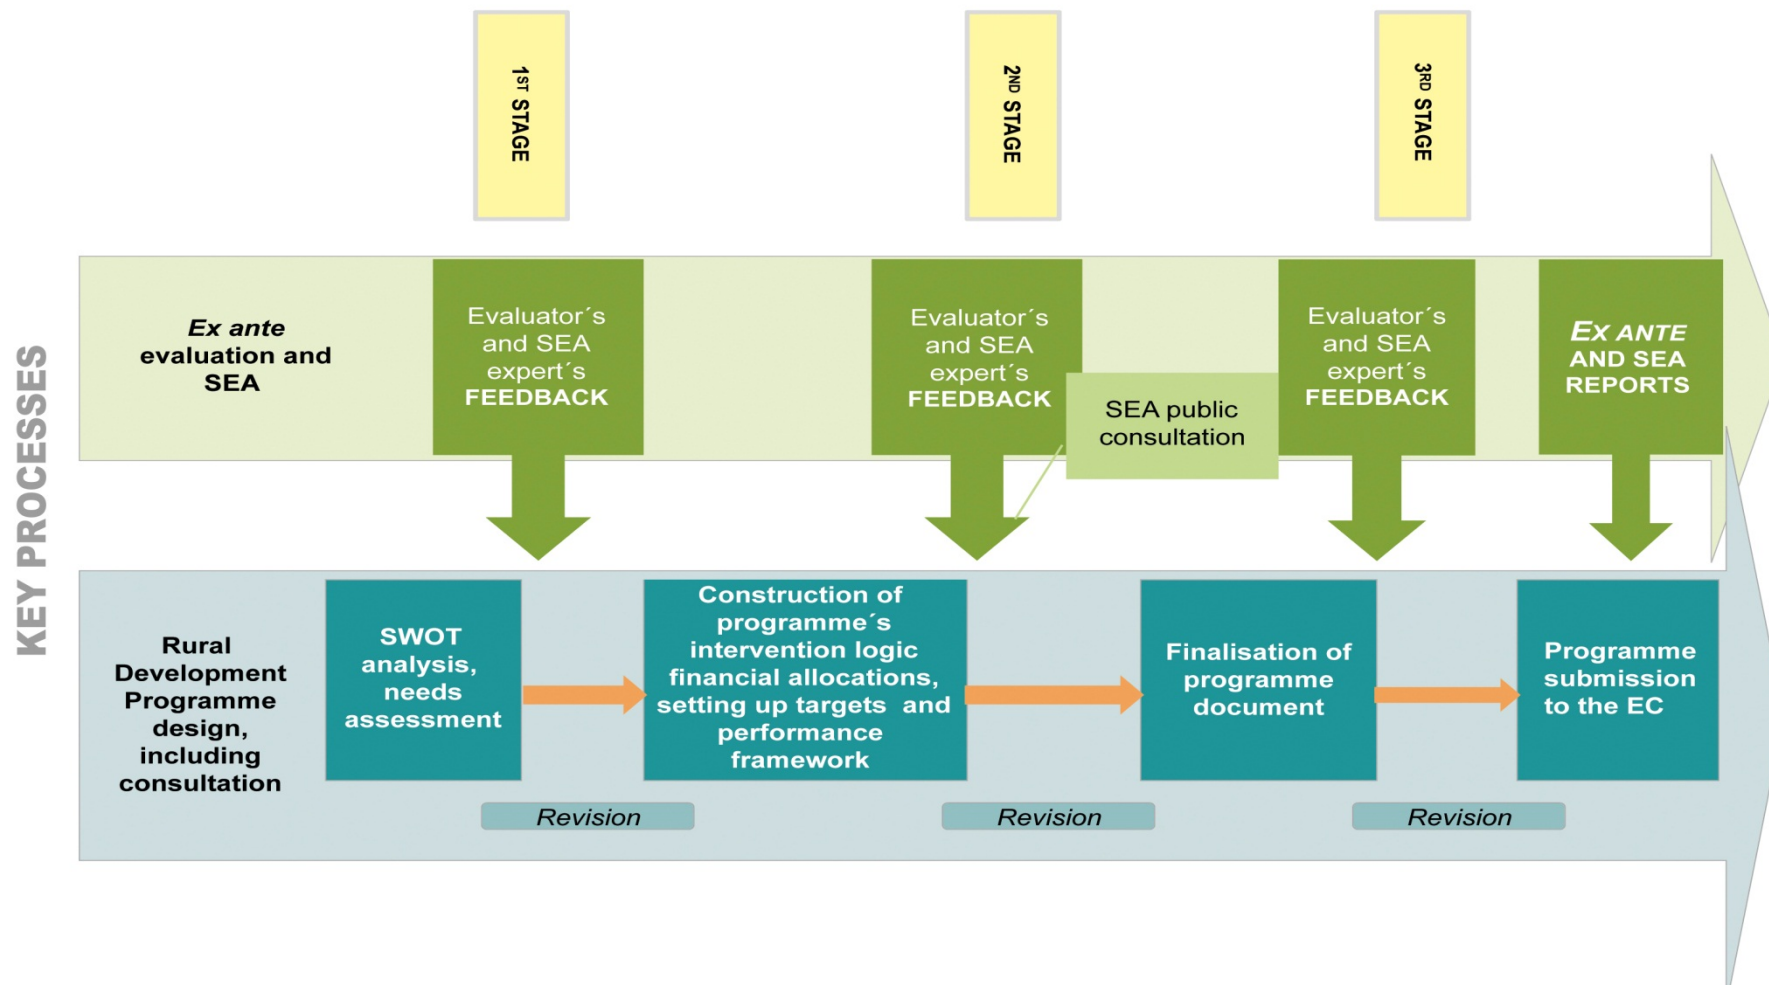 1ST STAGE
2ND STAGE
3RD STAGE
KEY PROCESSES
Ex ante
evaluation and
SEA
Evaluator´s
and SEA
expert´s
FEEDBACK
Evaluator´s
and SEA
expert´s
FEEDBACK
SEA public
consultation
Evaluator´s
and SEA
expert´s
FEEDBACK
EX ANTE
AND SEA
REPORTS
Rural
Development
Programme
design,
including
consultation
SWOT
analysis,
needs
assessment
Construction of
programme´s
intervention logic
financial allocations,
setting up targets and
performance
framework
Finalisation of
programme
document
Programme
submission
to the EC
Revision
Revision
Revision